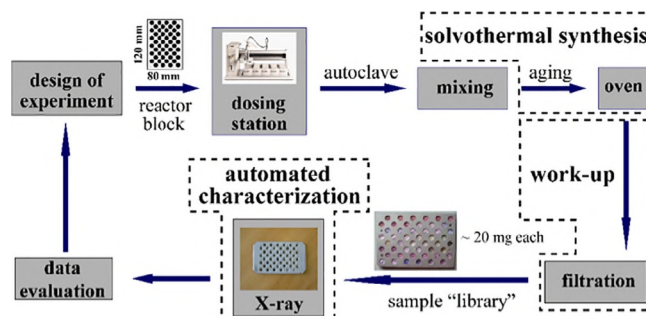 solvothermal synthesis
120 mm
80 mm
design of
experiment
reactor
block
dosing
station
autoclave
mixing
aging
oven
work-up
automated
characterization
~ 20 mg each
filtration
sample “library”
X-ray
data
evaluation